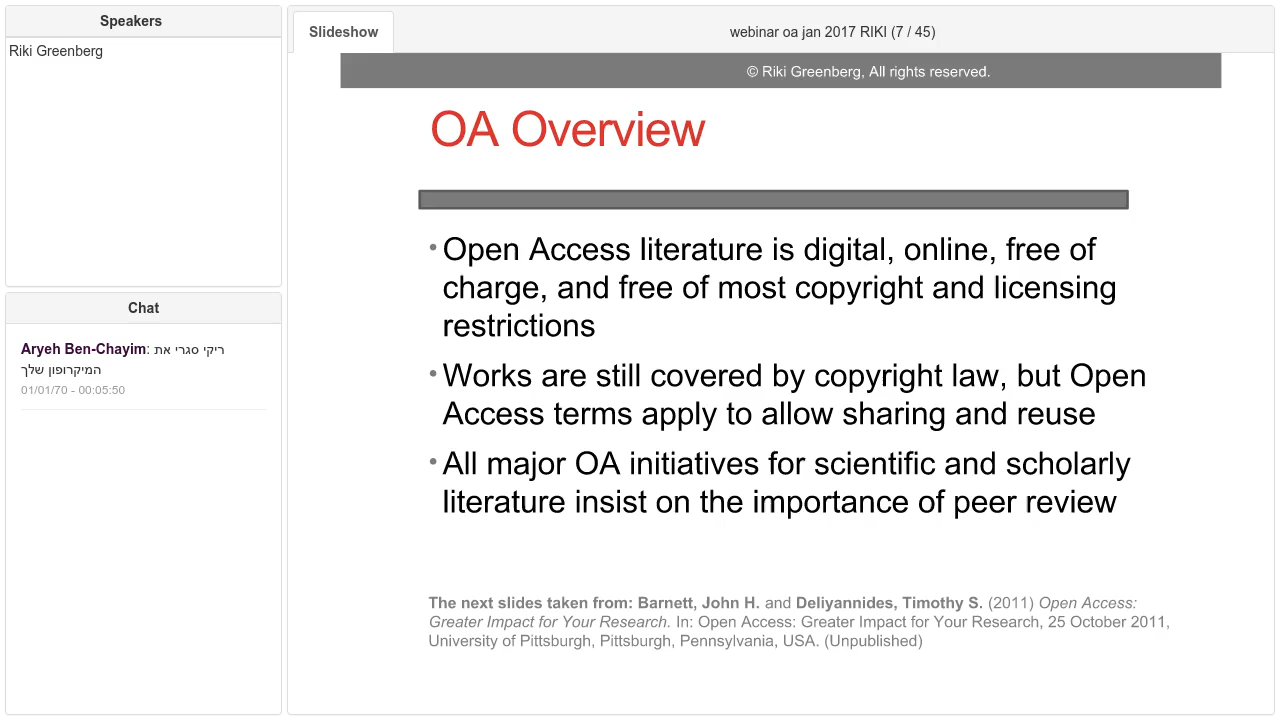 Speakers
Riki Greenberg
Chat
Aryeh Ben-Chayim: ריקי סגרי את
המיקרופון שלך
01/01/70 - 00:05:50
Slideshow
webinar oa jan 2017 RIKI (7 / 45)
© Riki Greenberg, All rights reserved.
OA Overview
• Open Access literature is digital, online, free of
charge, and free of most copyright and licensing
restrictions
• Works are still covered by copyright law, but Open
Access terms apply to allow sharing and reuse
• All major OA initiatives for scientific and scholarly
literature insist on the importance of peer review
The next slides taken from: Barnett, John H. and Deliyannides, Timothy S. (2011) Open Access:
Greater Impact for Your Research. In: Open Access: Greater Impact for Your Research, 25 October 2011,
University of Pittsburgh, Pittsburgh, Pennsylvania, USA. (Unpublished)